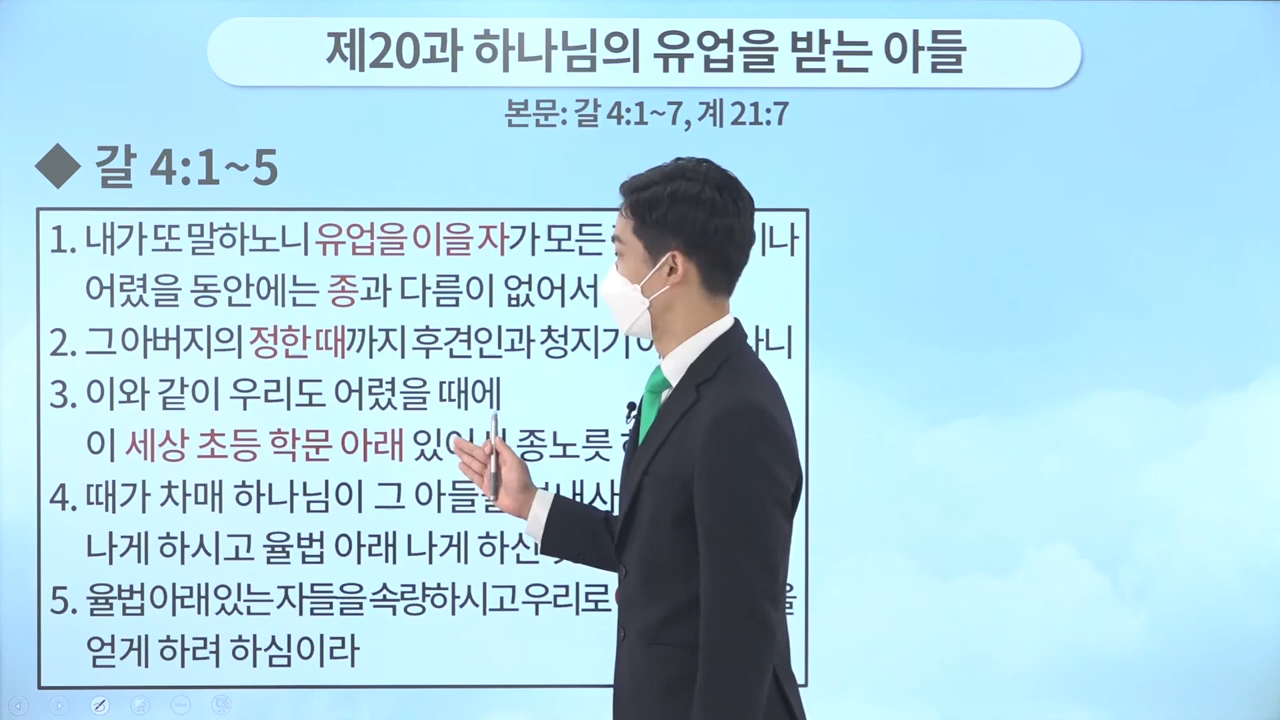 제20과 하나님의 유업을 받는 아들
본문: 갈 4:1~7, 계 21:7
◆ 갈 4:1~5
1. 내가 또 말하노니 유업을 이을 자가 모든
어렸을 동안에는 종과 다름이 없어서
2. 그 아버지의 정한 때까지 후견인과 청지기
3. 이와 같이 우리도 어렸을 때에
이 세상 초등 학문 아래 종노릇
4. 때가 차매 하나님이 그 아들을
나게 하시고 율법 아래 나게 하신
5. 율법 아래 있는 자들을 속량하시고 우리로
얻게 하려 하심이라